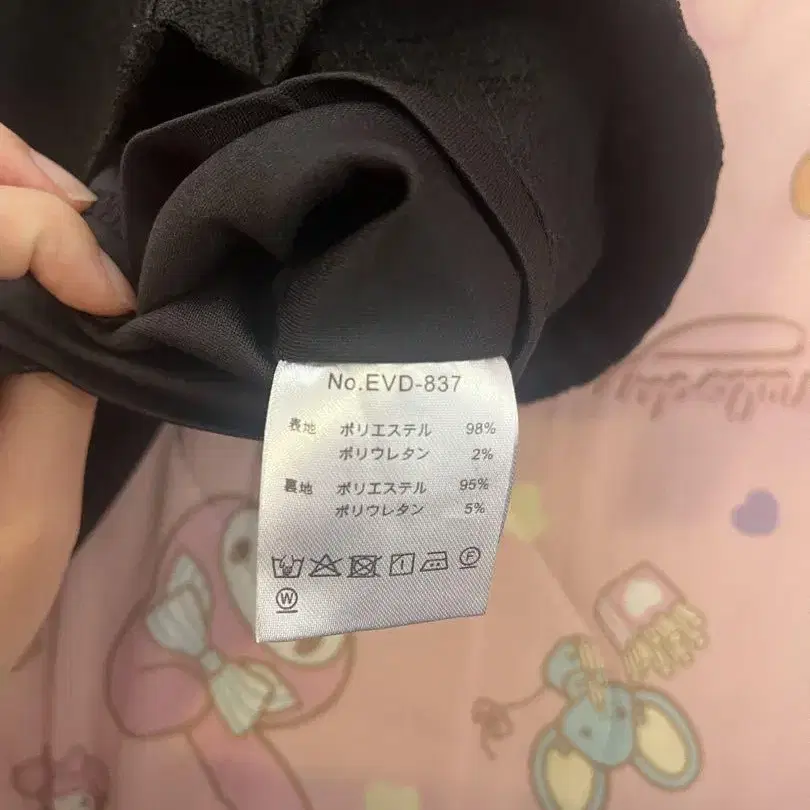 No.EVD-837
表地 ポリエステル 98%
ポリウレタン 2%
裏地 ポリエステル 95%
ポリウレタン 5%
F
W